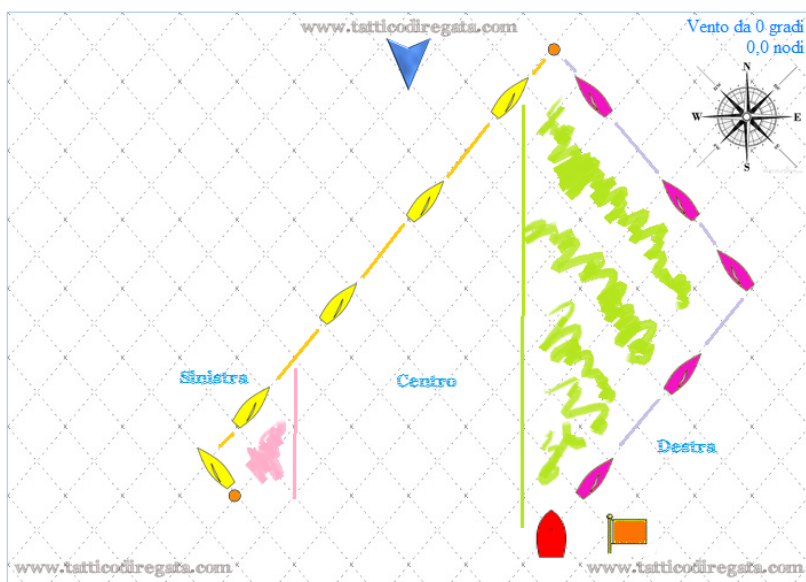 www.tatticodiregata.com
Vento da 0 gradi
0,0 nodi
N
W
E
S
Sinistra
Centro
Destra
www.tatticodiregata.com
www.tatticodiregata.com